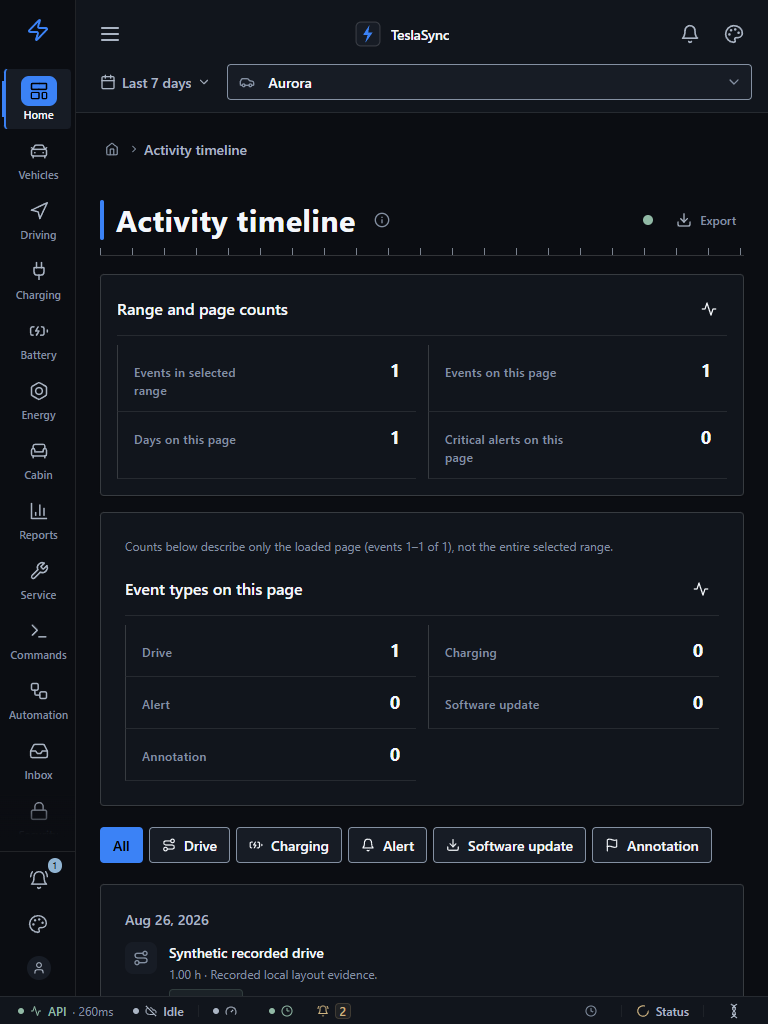 TeslaSync
Last 7 days
Aurora
Home
Vehicles
Driving
Charging
Battery
Energy
Cabin
Reports
Service
Commands
Automation
Inbox
1
Activity timeline
Activity timeline
Export
Range and page counts
Events in selected range
1
Events on this page
1
Days on this page
1
Critical alerts on this page
0
Counts below describe only the loaded page (events 1–1 of 1), not the entire selected range.
Event types on this page
Drive
1
Charging
0
Alert
0
Software update
0
Annotation
0
All
Drive
Charging
Alert
Software update
Annotation
Aug 26, 2026
Synthetic recorded drive
1.00 h · Recorded local layout evidence.
API · 260ms
Idle
2
Status